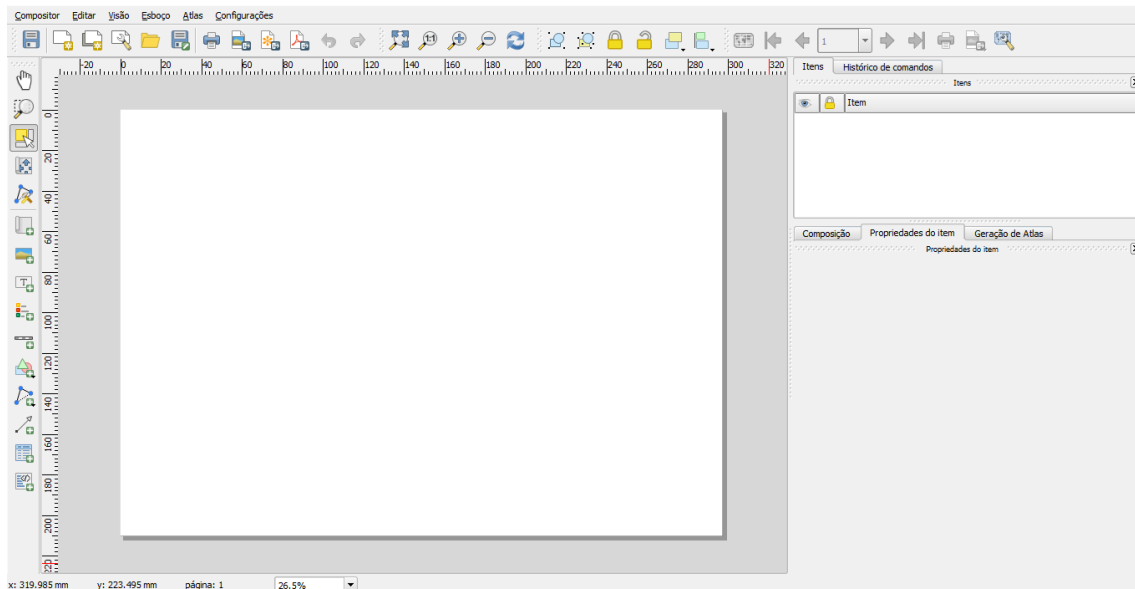 Compositor Editar Visão Esboço Atlas Configurações
1:1 1
-20 0 20 40 60 80 100 120 140 160 180 200 220 240 260 280 300 320
Itens Histórico de comandos
Itens
Item
0
20
40
60
80
100
120
140
160
180
200
220
Composição Propriedades do item Geração de Atlas
Propriedades do item
x: 319.985 mm y: 223.495 mm página: 1 26.5%